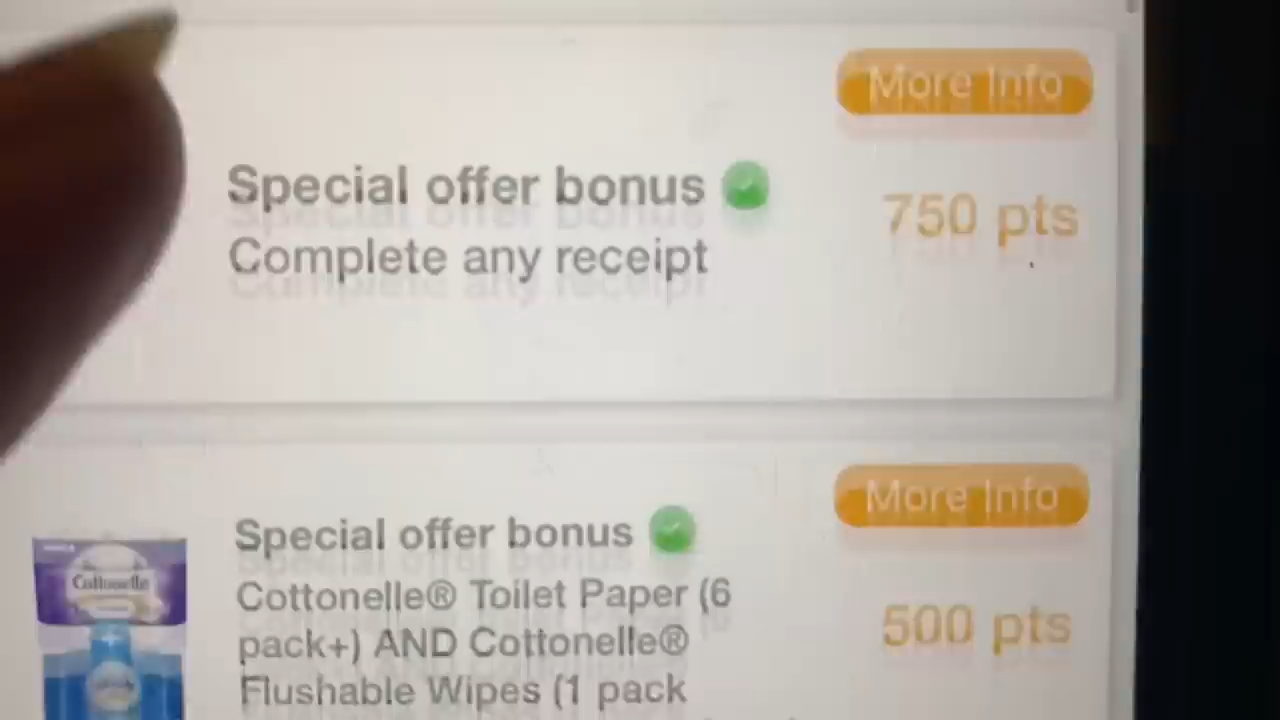 More Info
Special offer bonus
750 pts
Complete any receipt
More Info
Special offer bonus
Cottonelle® Toilet Paper (6
500 pts
pack+) AND Cottonelle®
Flushable Wipes (1 pack
Cottonelle